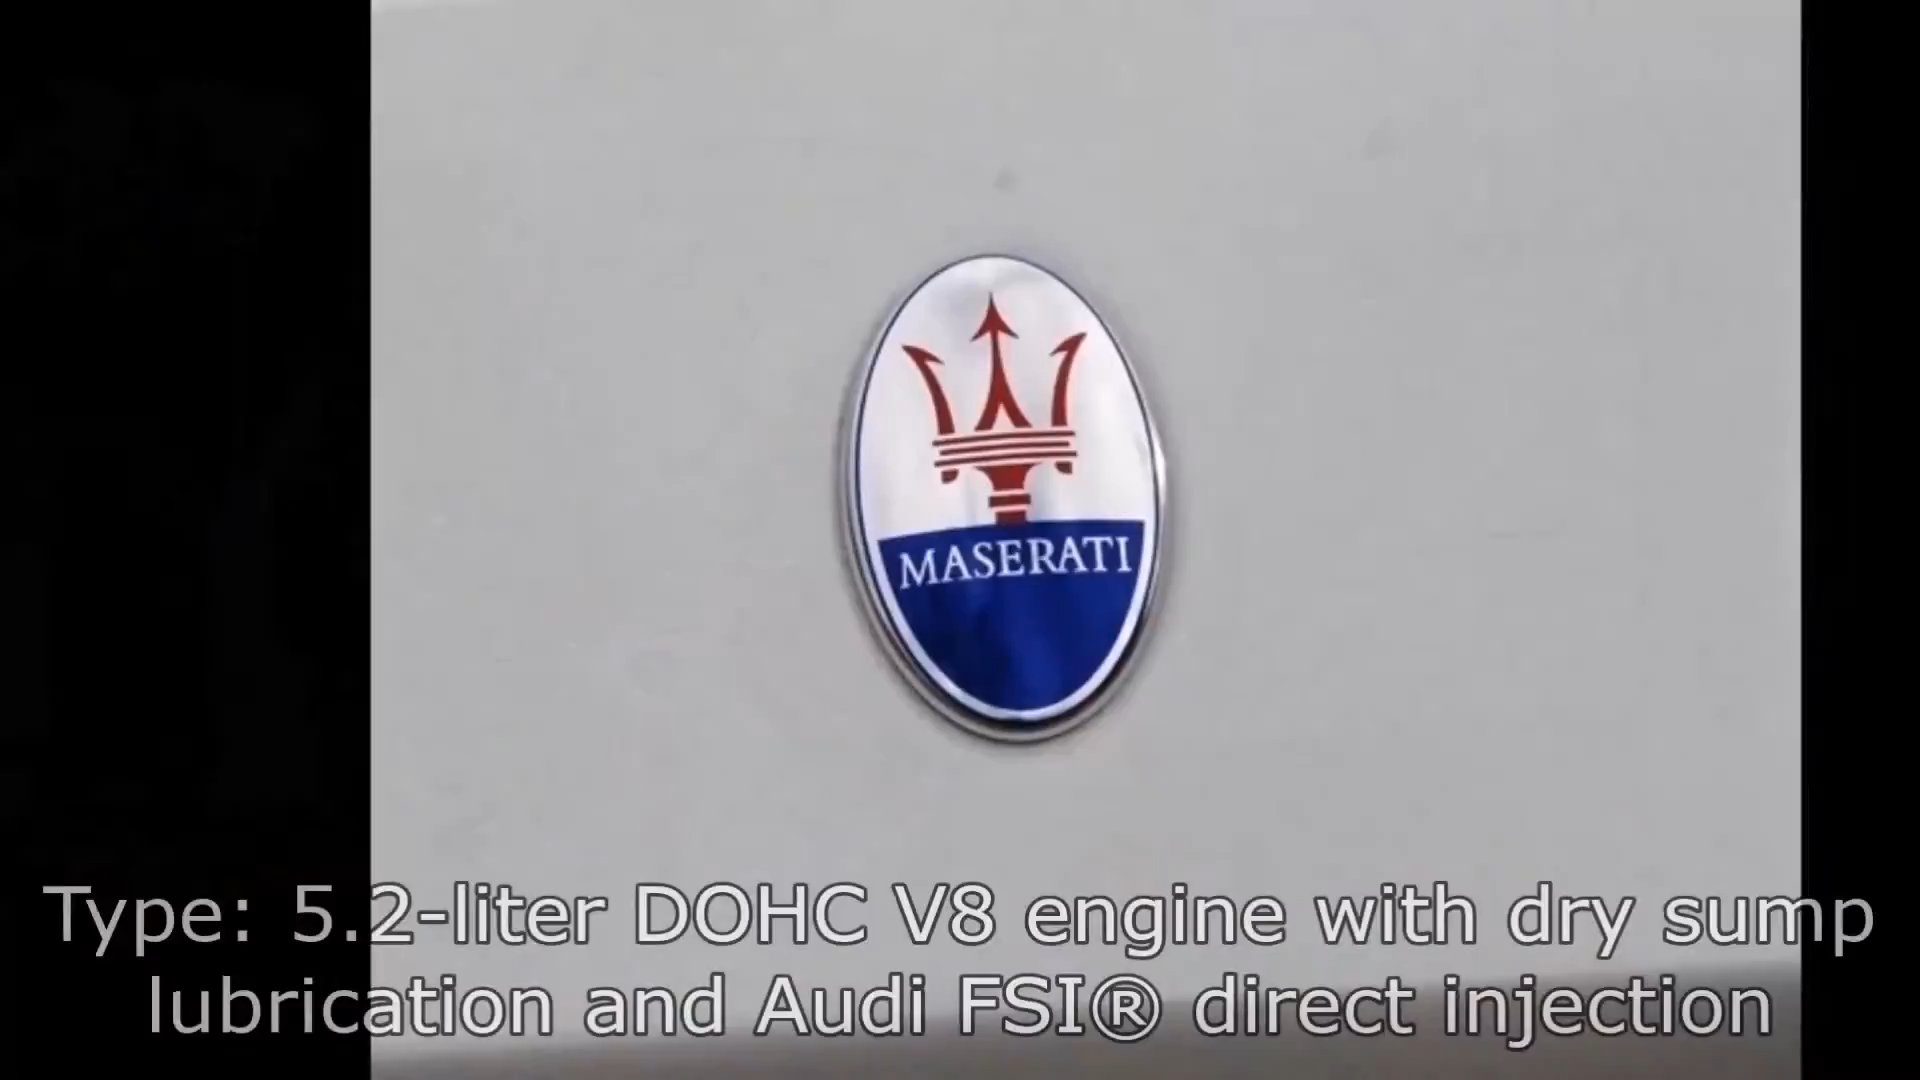 MASERATI
Type: 5.2-liter DOHC V8 engine with dry sump
lubrication and Audi FSI® direct injection